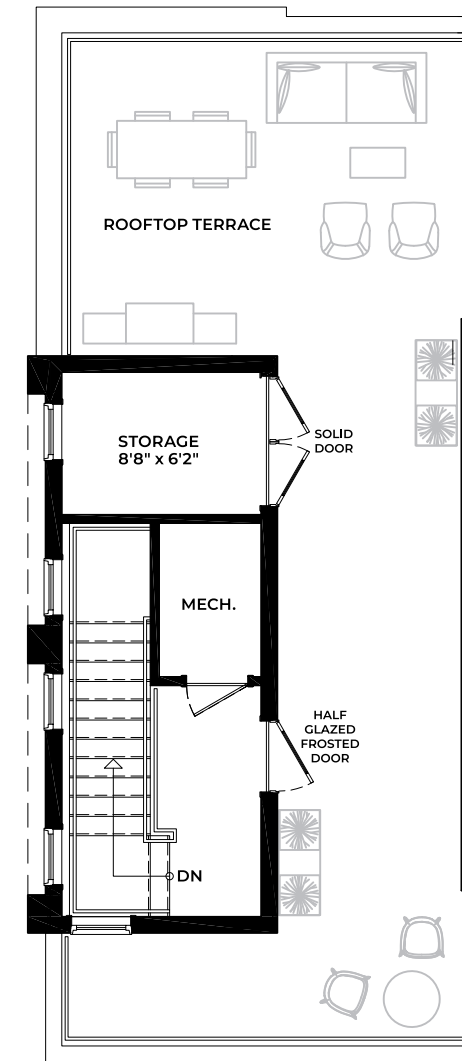 ROOFTOP TERRACE
STORAGE
8'8" x 6'2"
SOLID
DOOR
MECH.
HALF
GLAZED
FROSTED
DOOR
DN